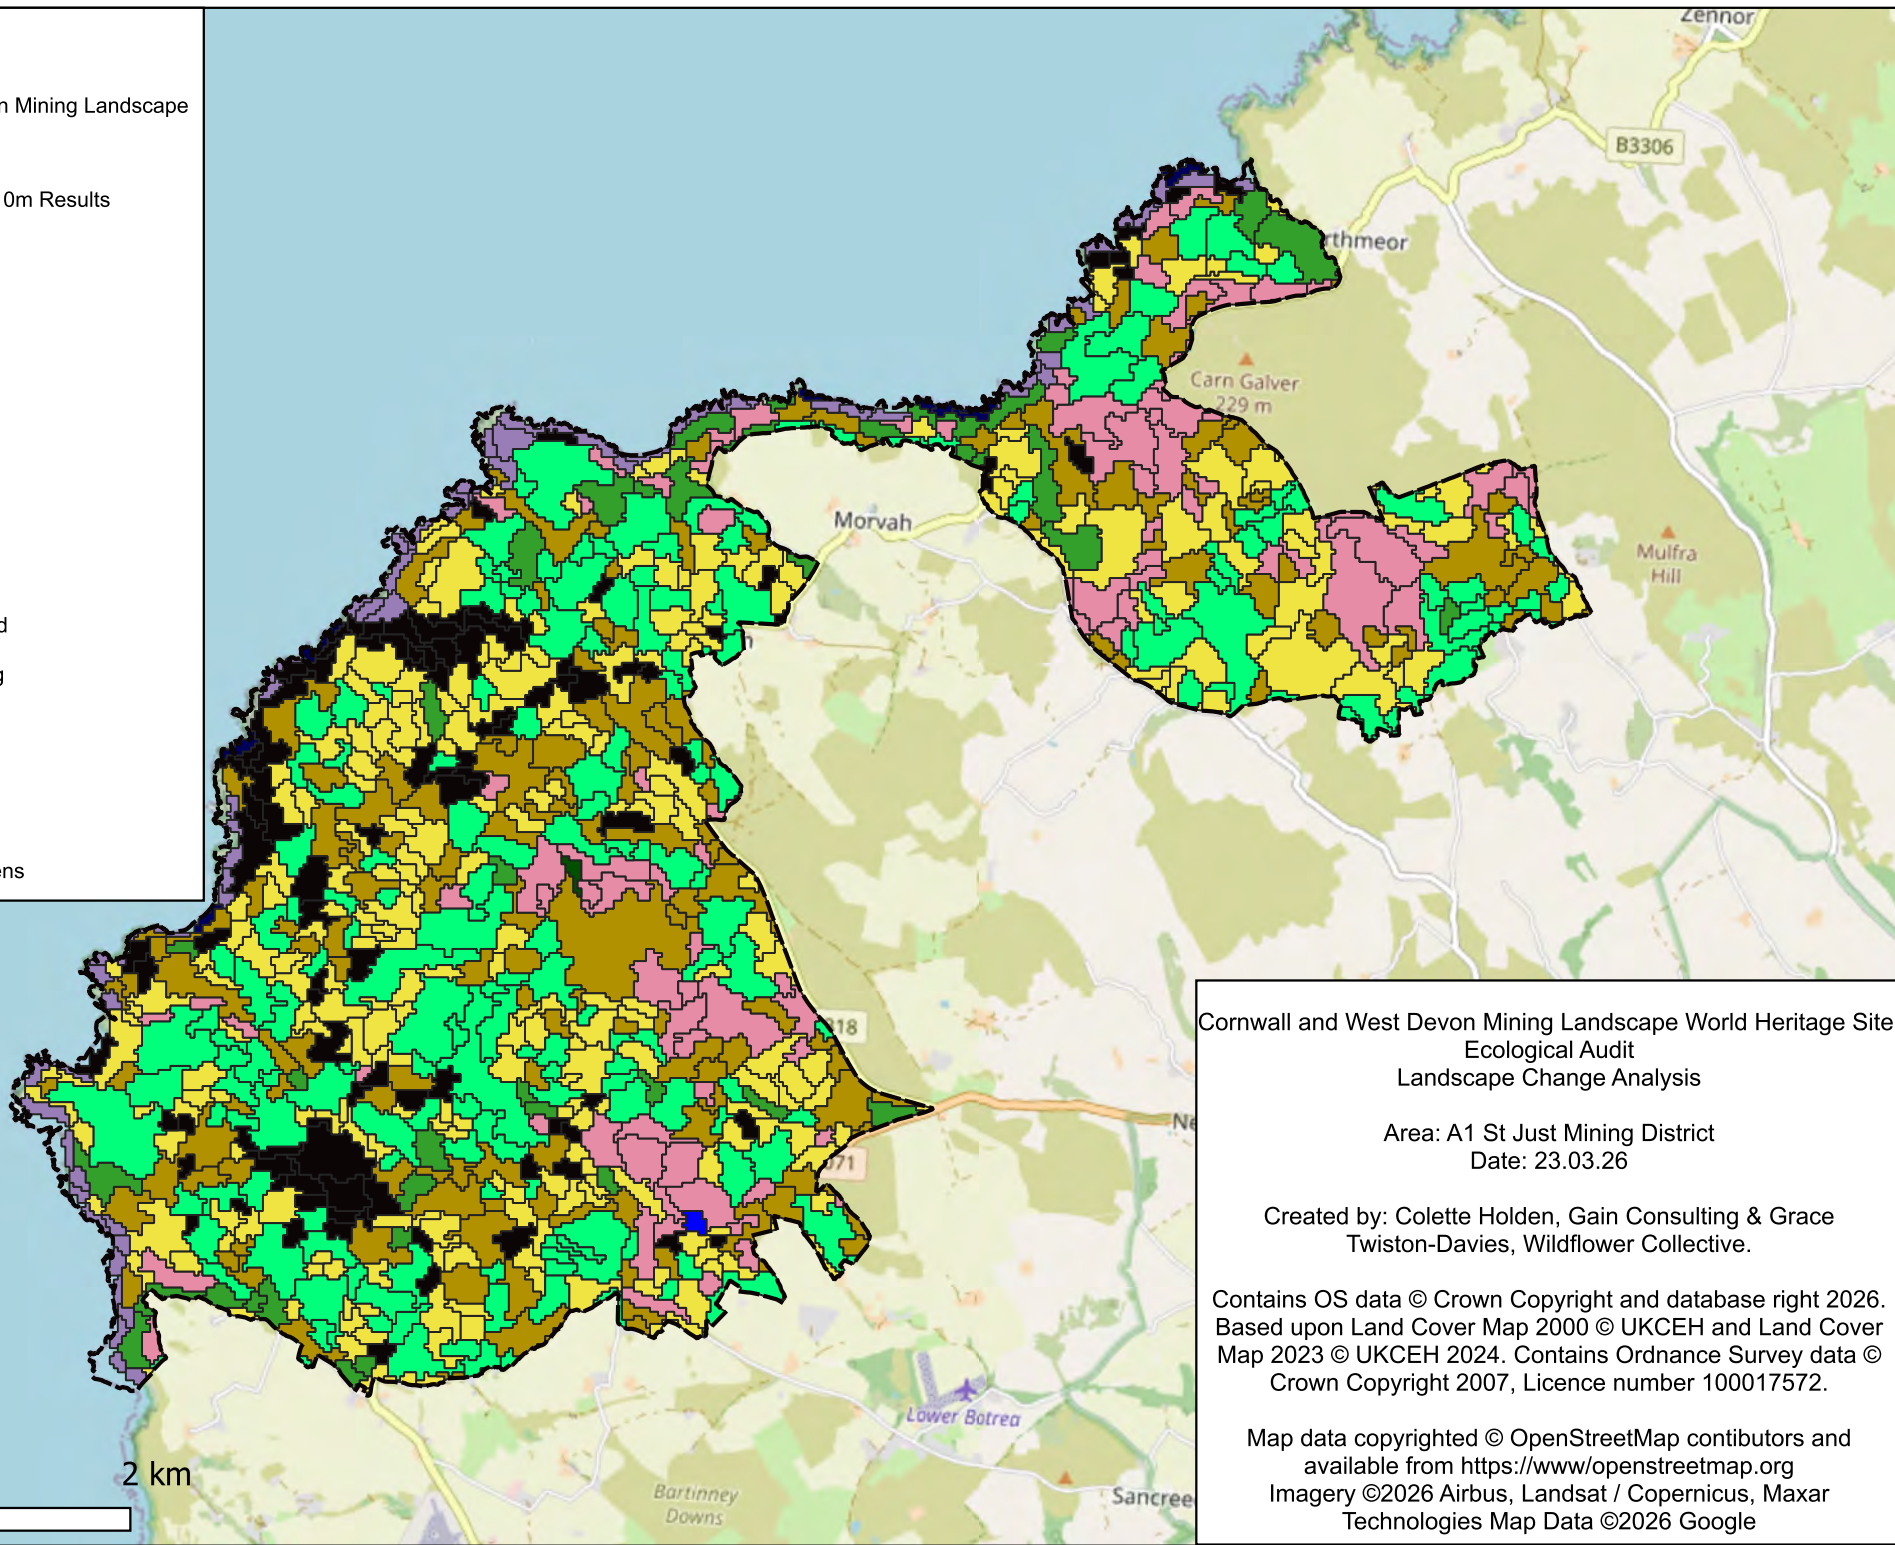 n Mining Landscape
0m Results
d
g
ens
2 km
Zennor
B3306
rthmeor
Carn Galver
229 m
Morvah
Mulfra
Hill
n
318
071
Ne
Lower Botrea
Bartinney
Downs
Sancree
Cornwall and West Devon Mining Landscape World Heritage Site
Ecological Audit
Landscape Change Analysis
Area: A1 St Just Mining District
Date: 23.03.26
Created by: Colette Holden, Gain Consulting & Grace
Twiston-Davies, Wildflower Collective.
Contains OS data © Crown Copyright and database right 2026.
Based upon Land Cover Map 2000 © UKCEH and Land Cover
Map 2023 © UKCEH 2024. Contains Ordnance Survey data ©
Crown Copyright 2007, Licence number 100017572.
Map data copyrighted © OpenStreetMap contibutors and
available from https://www/openstreetmap.org
Imagery ©2026 Airbus, Landsat / Copernicus, Maxar
Technologies Map Data ©2026 Google